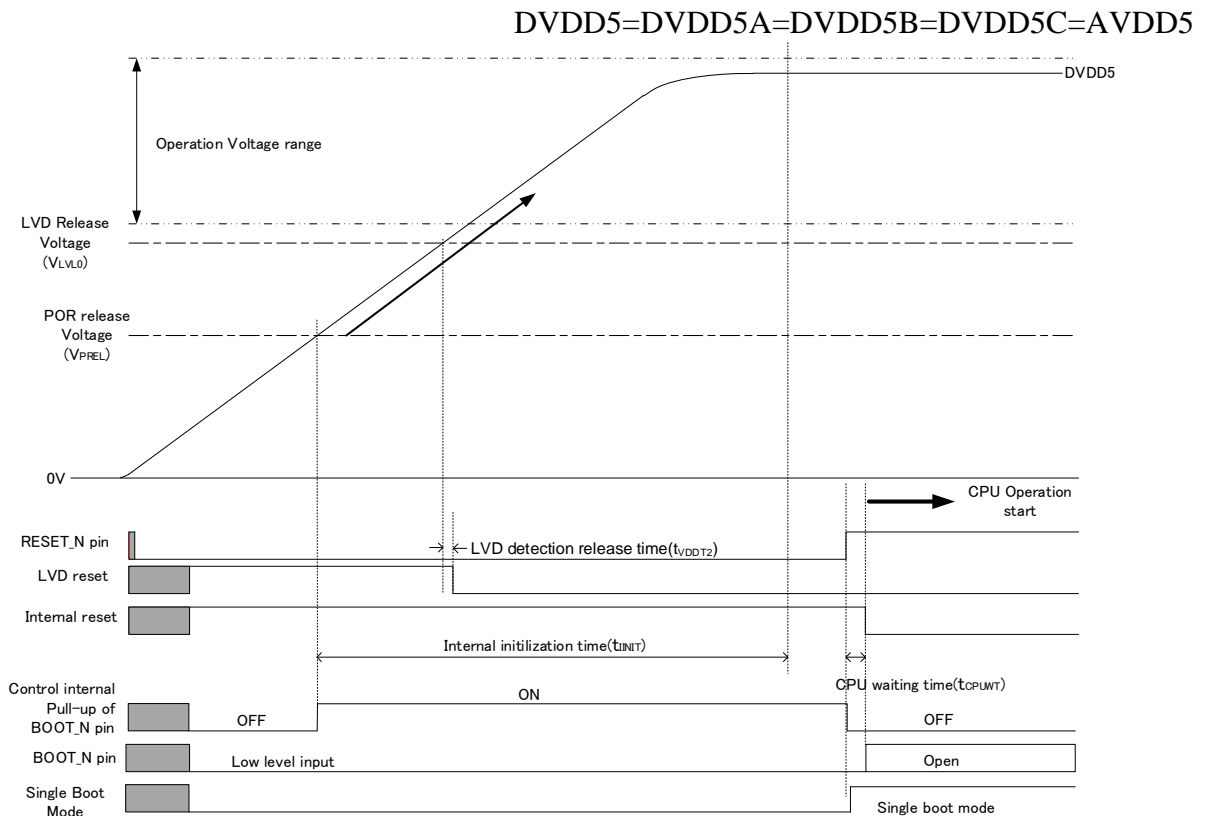 DVDD5=DVDD5A=DVDD5B=DVDD5C=AVDD5
DVDD5
Operation Voltage range
LVD Release
Voltage
(VLVL0)
POR release
Voltage
(VPREL)
0V
CPU Operation
start
RESET_N pin
LVD detection release time(tVDDT2)
LVD reset
Internal reset
Internal initilization time(tIINIT)
CPU waiting time(tCPUWT)
Control internal
Pull-up of
BOOT_N pin
OFF
ON
OFF
BOOT_N pin
Low level input
Open
Single Boot
Mode
Single boot mode